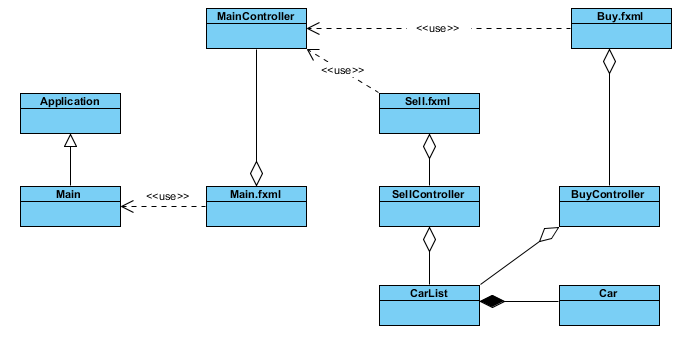 MainController
Buy.fxml
<<use>>
<<use>>
Application
Sell.fxml
Main
<<use>>
Main.fxml
SellController
BuyController
CarList
Car